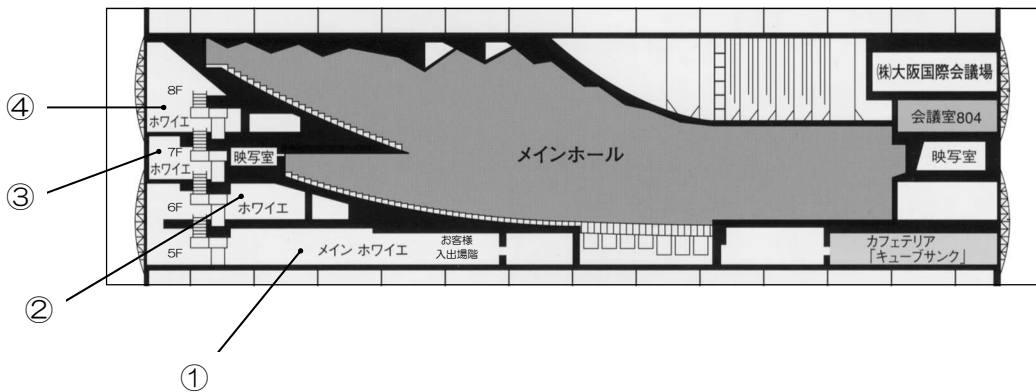 ④
8F
ホワイエ
③
7F
ホワイエ
映写室
②
6F
ホワイエ
5F
①
メイン ホワイエ
お客様
入出場階
メインホール
㈱大阪国際会議場
会議室804
映写室
カフェテリア
「キューブサンク」